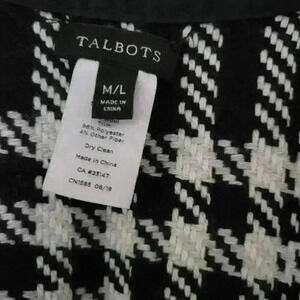 TALBOTS
M/L
MADE IN
CHINA
96% Polyester
4% Other Fiber
Dry Clean
Made in China
CA #23147
CN1585 06/19